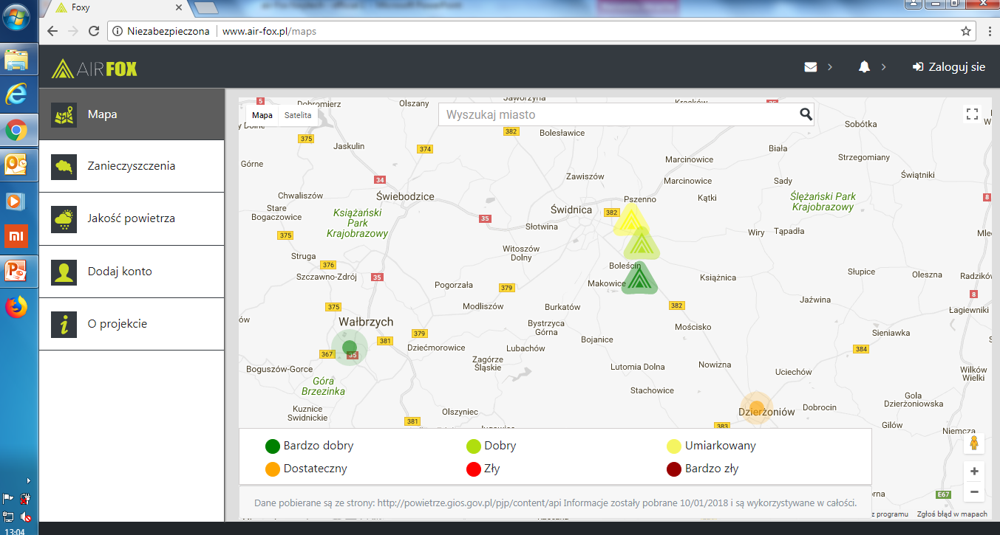 Foxy
Niezabezpieczona
www.air-fox.pl/maps
AIRFOX
Zaloguj sie
Mapa
Zanieczyszczenia
Jakość powietrza
Dodaj konto
O projekcie
Mapa
Satelita
Wyszukaj miasto
5
Dobromierz
Olszany
Jaworzyna
382
Bolesławice
Sobótka
375
Jaskulin
374
Biała
Strzegomiany
Górne
Marcinowice
34
Zawiszów
Marcinowice
Sady
Świątniki
Chwaliszów
Świebodzice
Pszenno
Kątki
Ślężański Park
Krajobrazowy
8
Stare
Bogaczowice
Książański
Park
Krajobrazowy
35
Słotwina
Świdnica
382
375
Wiry
Tąpadła
Struga
Witoszów
Dolny
376
Szczawno-Zdrój
35
Boleścin
Makowice
Książnica
Słupice
Oleszna
Radzików
Pogorzała
379
8
375
Modliszów
Burkatów
382
Jaźwina
Łagiewniki
ów
Wałbrzych
Bystrzyca
Górna
Mościsko
Sieniawka
379
381
Dziećmorowice
Bojanice
Lubachów
384
367
35
Zagórze
Śląskie
Boguszów-Gorce
Lutomia Dolna
Nowizna
Uciechów
Wilków
Wielki
Góra
Brzezinka
Stachowice
Gola
Dzierżoniowska
Kuznice
Swidnickie
Olszyniec
Dzierżoniów
Dobrocin
381
383
Gilów
Niemcza
Bardzo dobry
Dobry
Umiarkowany
Dostateczny
Zły
Bardzo zły
E67
Dane pobierane są ze strony: http://powietrze.gios.gov.pl/pjp/content/api Informacje zostały pobrane 10/01/2018 i są wykorzystywane w całości.
z programu
Zgłoś błąd w mapach
13:04